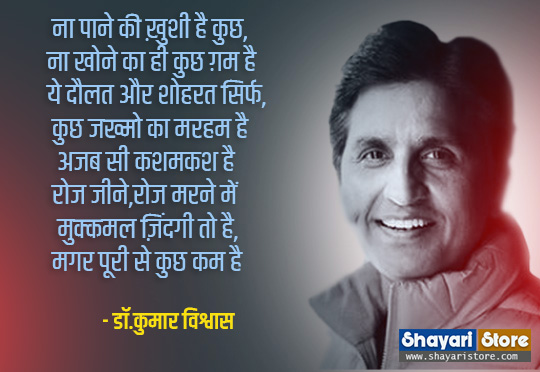 ना पाने की ख़ुशी है कुछ,
ना खोने का ही कुछ ग़म है
ये दौलत और शोहरत सिर्फ,
कुछ जख्मो का मरहम है
अजब सी कशमकश है
रोज जीने,रोज मरने में
मुक्कमल ज़िंदगी तो है,
मगर पूरी से कुछ कम है
- डॉ.कुमार विश्वास
Shayari Store
www.shayaristore.com